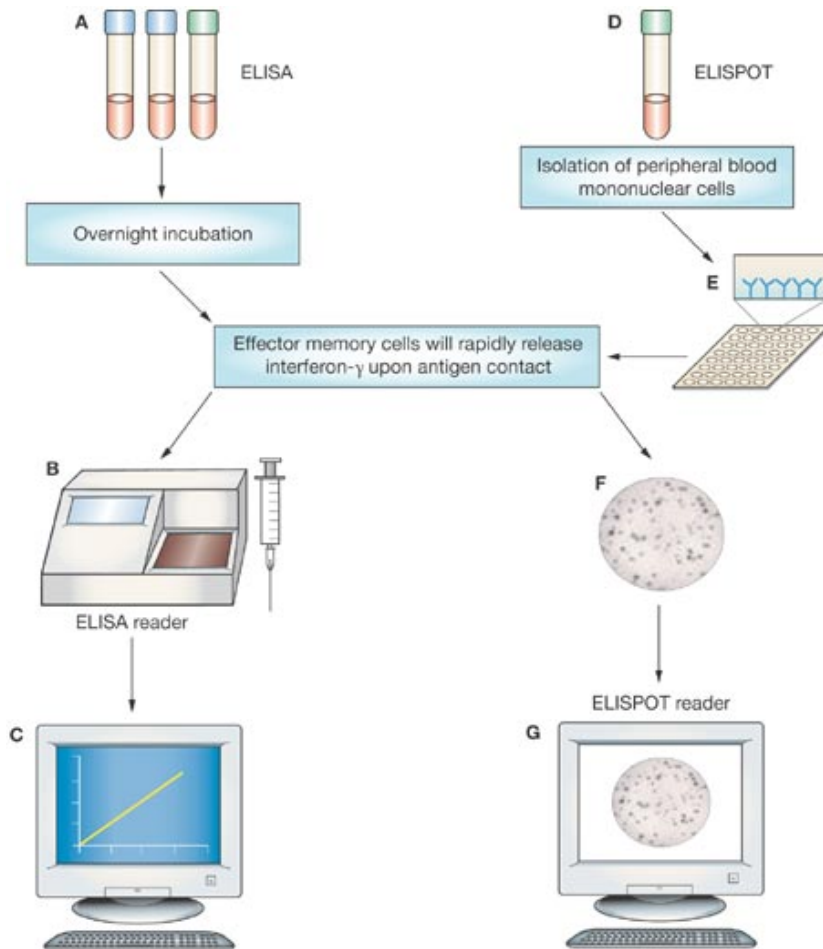 A
ELISA
D
ELISPOT
Isolation of peripheral blood
mononuclear cells
Overnight incubation
E
Effector memory cells will rapidly release
interferon-γ upon antigen contact
B
F
ELISA reader
ELISPOT reader
C
G